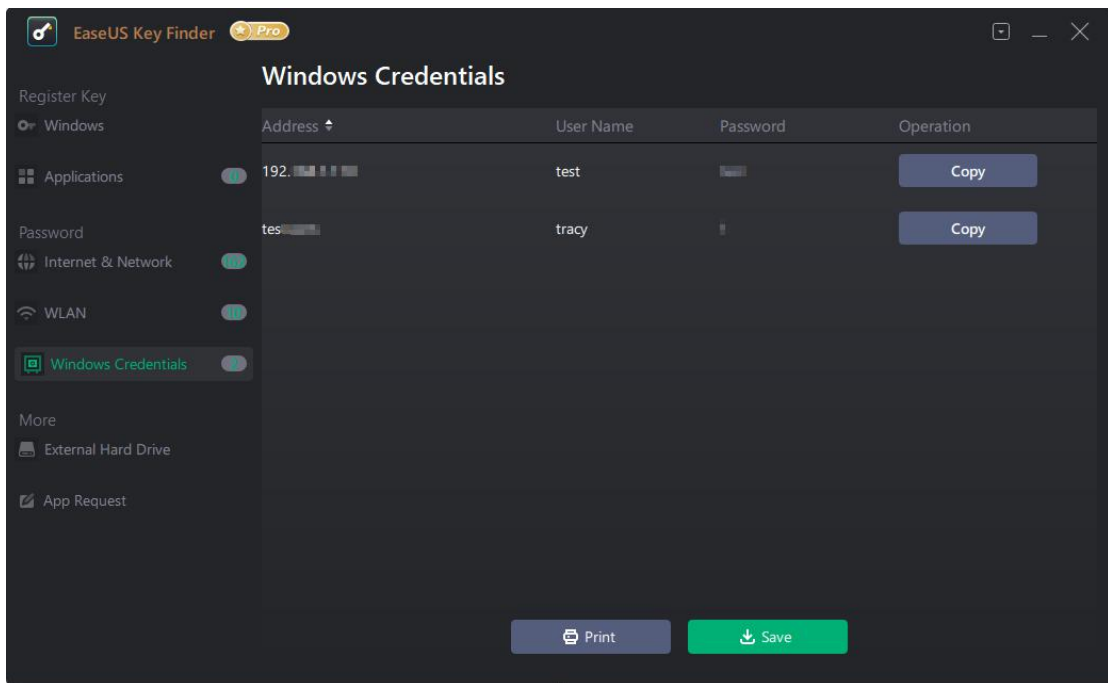 EaseUS Key Finder Pro
Windows Credentials
Register Key
Windows
Applications
Password
Internet & Network
WLAN
Windows Credentials
More
External Hard Drive
App Request
Address User Name Password Operation
192. test Copy
tes tracy Copy
Print Save